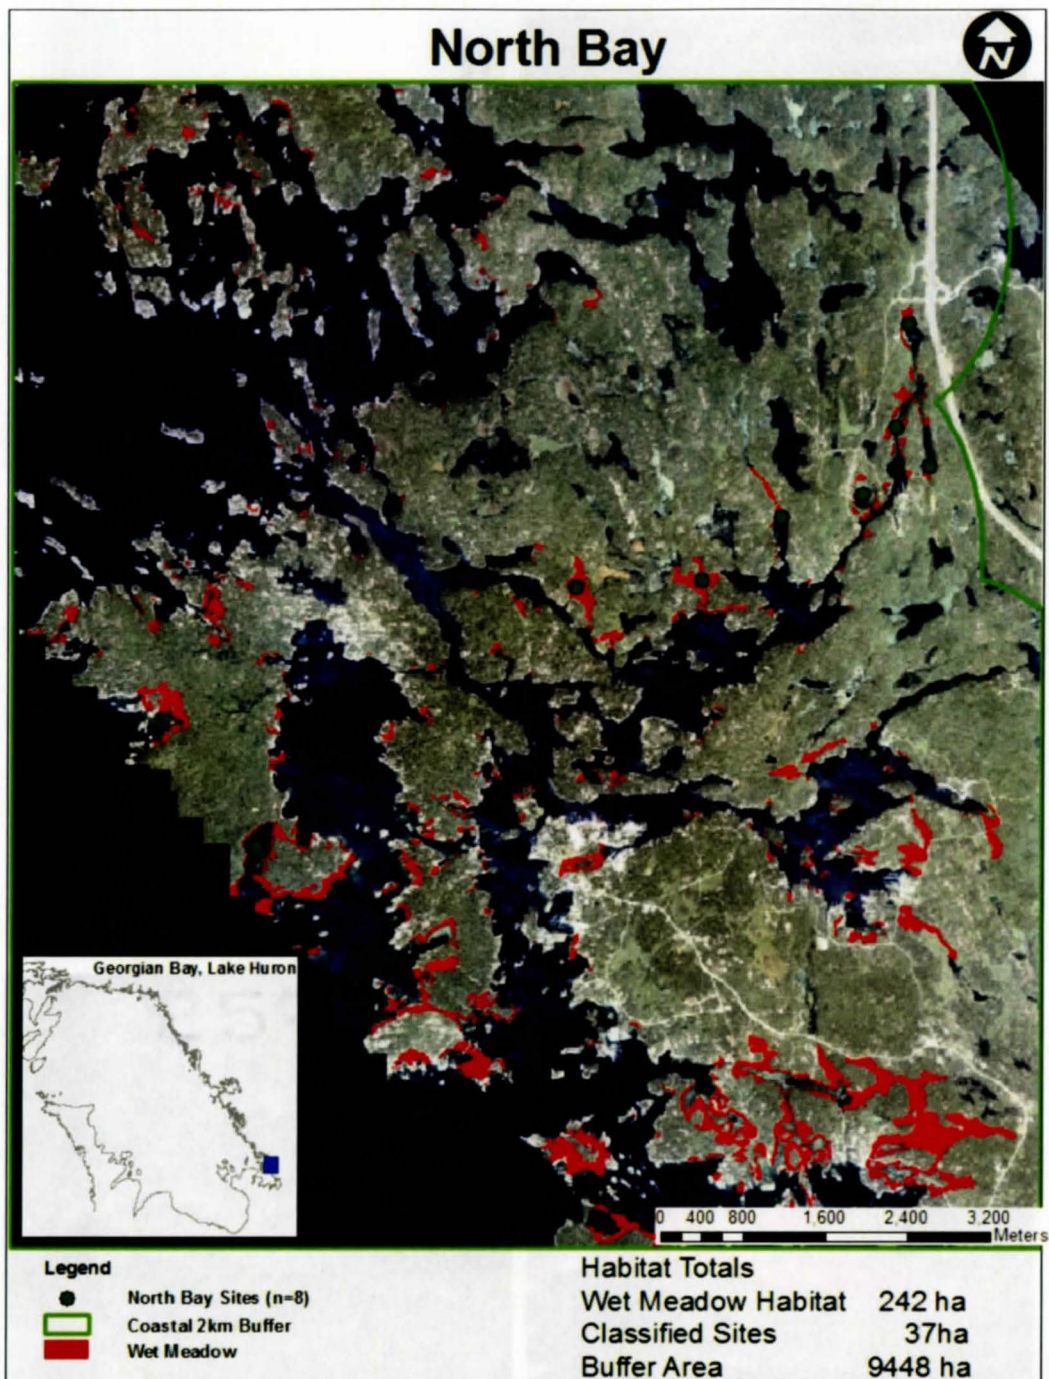 North Bay
N
Georgian Bay, Lake Huron
0 400 800 1,600 2,400 3,200
Meters
Legend
North Bay Sites (n=8)
Coastal 2km Buffer
Wet Meadow
Habitat Totals
Wet Meadow Habitat 242 ha
Classified Sites 37ha
Buffer Area 9448 ha